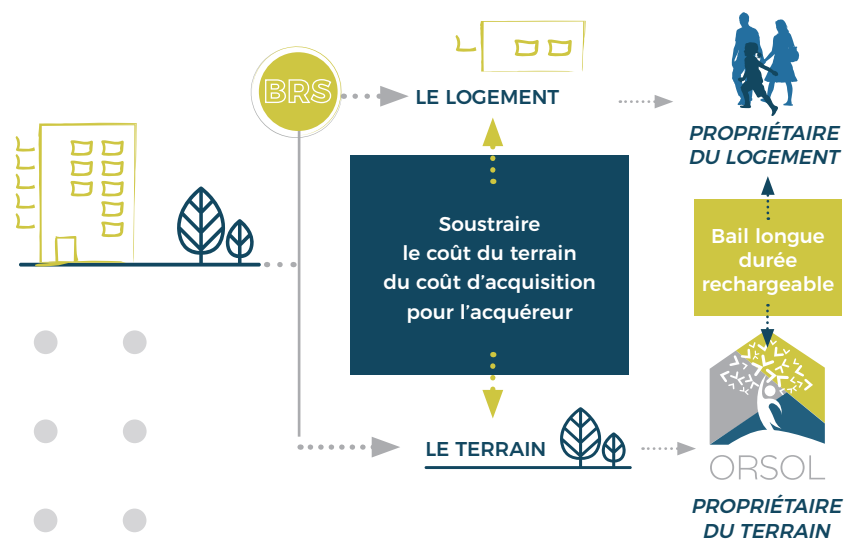 BRS
LE LOGEMENT
PROPRIÉTAIRE
DU LOGEMENT
Soustraire
le coût du terrain
du coût d’acquisition
pour l’acquéreur
Bail longue
durée
rechargeable
LE TERRAIN
ORSOL
PROPRIÉTAIRE
DU TERRAIN